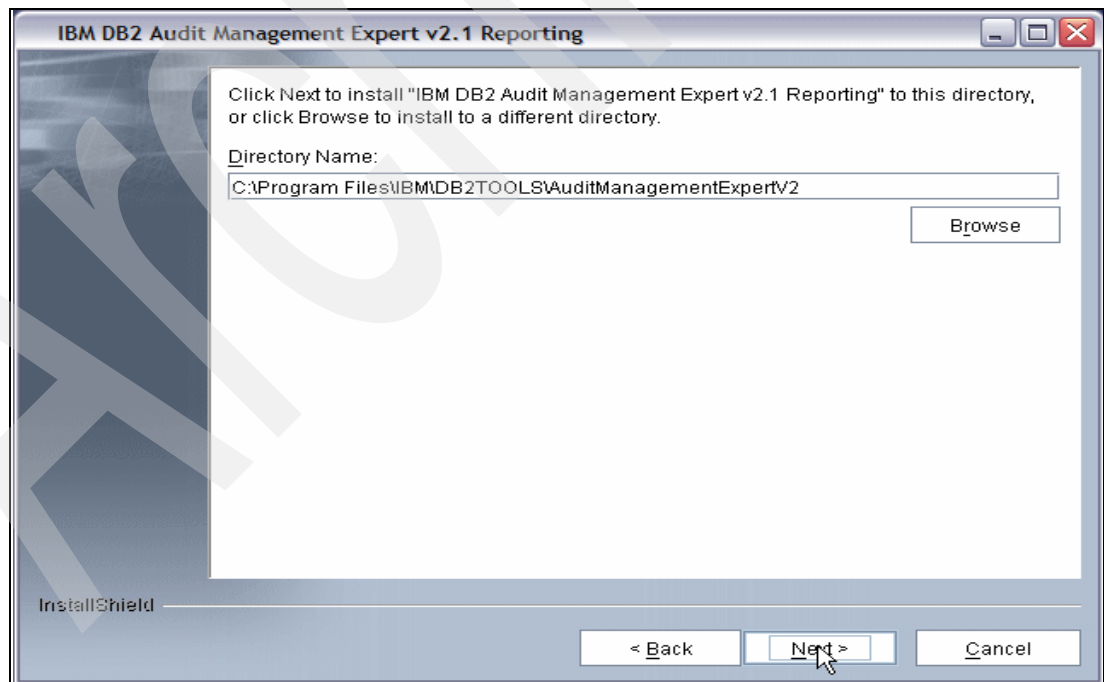 IBM DB2 Audit Management Expert v2.1 Reporting
Click Next to install "IBM DB2 Audit Management Expert v2.1 Reporting" to this directory,
or click Browse to install to a different directory.
Directory Name:
C:\Program Files\IBM\DB2TOOLS\AuditManagementExpertV2
Browse
InstallShield
< Back
Next >
Cancel